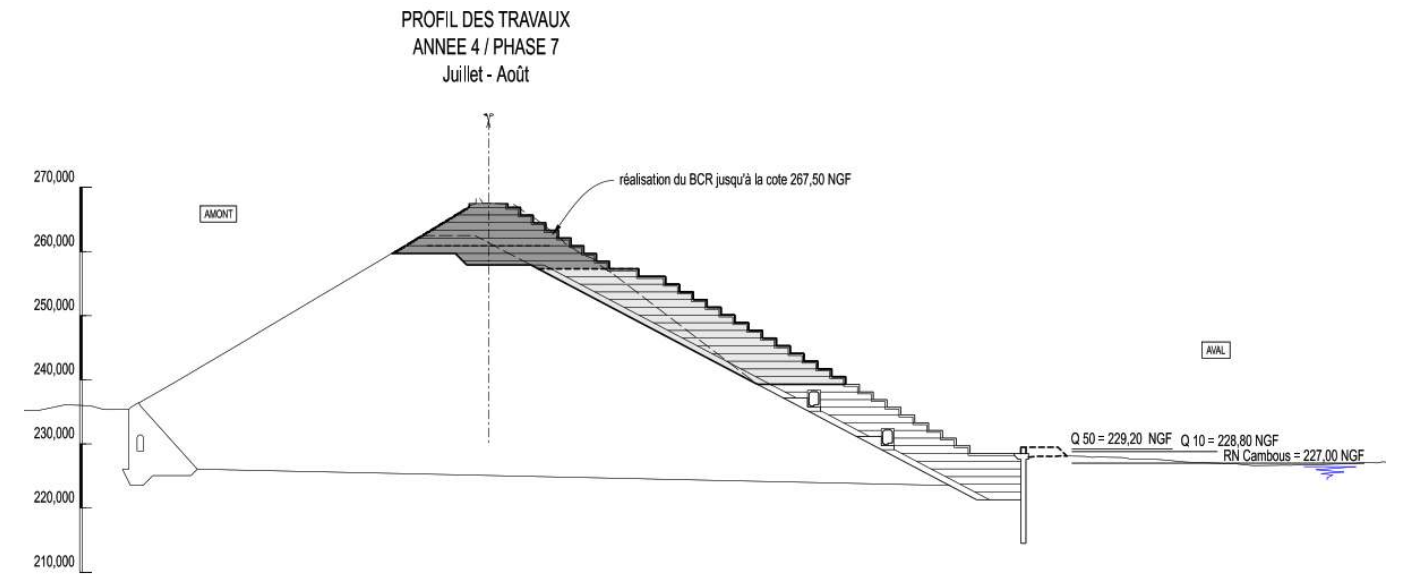 PROFIL DES TRAVAUX
ANNEE 4 / PHASE 7
Juillet - Août
270,000
réalisation du BCR jusqu'à la cote 267,50 NGF
AMONT
260,000
250,000
AVAL
240,000
230,000
Q 50 = 229,20 NGF Q 10 = 228,80 NGF
RN Cambous = 227,00 NGF
220,000
210,000